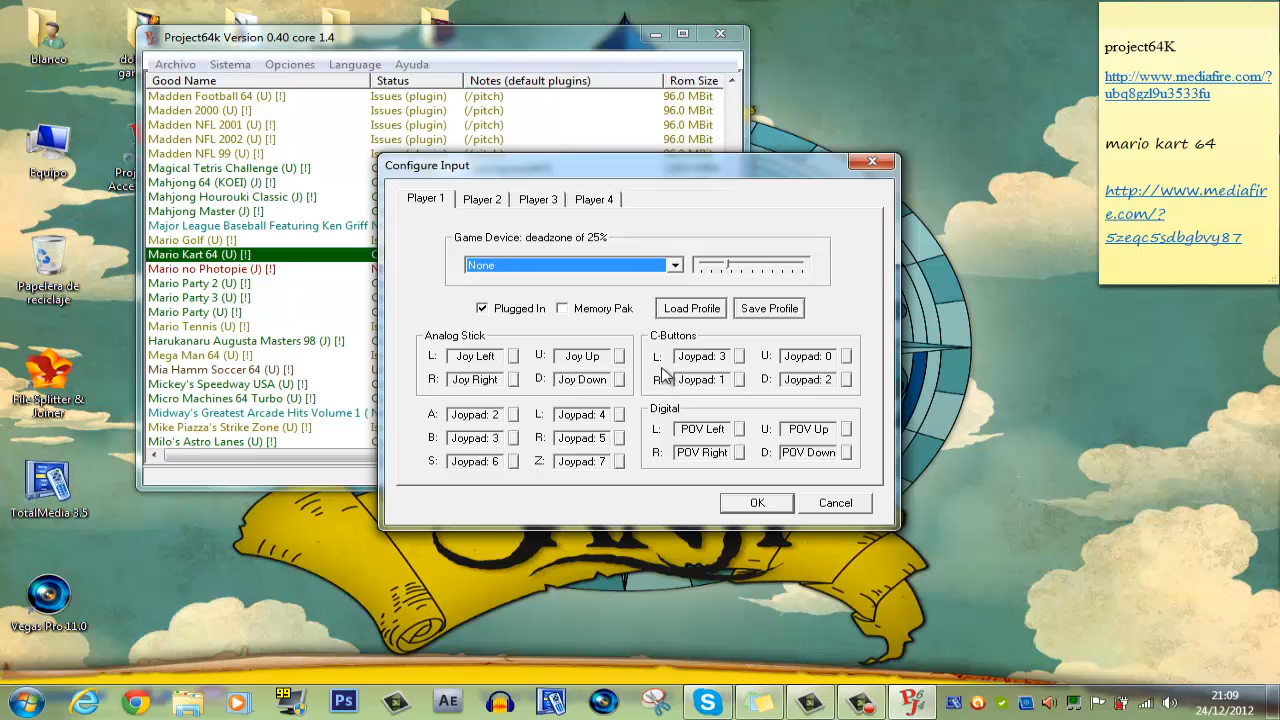 blanco
Equipo
Papelera de
reciclaje
File Splitter &
Joiner
TotalMedia 3.5
Vegas Pro 11.0
Project64k Version 0.40 core 1.4
Archivo Sistema Opciones Language Ayuda
Good Name Status Notes (default plugins) Rom Size
Madden Football 64 (U) [!] Issues (plugin) (/pitch) 96.0 MBit
Madden 2000 (U) [!] Issues (plugin) (/pitch) 96.0 MBit
Madden NFL 2001 (U) [!] Issues (plugin) (/pitch) 96.0 MBit
Madden NFL 2002 (U) [!] Issues (plugin) (/pitch) 96.0 MBit
Madden NFL 99 (U) [!]
Magical Tetris Challenge (U) [!]
Mahjong 64 (KOEI) (J) [!]
Mahjong Hourouki Classic (J) [!]
Mahjong Master (J) [!]
Major League Baseball Featuring Ken Griff
Mario Golf (U) [!]
Mario Kart 64 (U) [!]
Mario no Photopie (J) [!]
Mario Party 2 (U) [!]
Mario Party 3 (U) [!]
Mario Party (U) [!]
Mario Tennis (U) [!]
Harukanaru Augusta Masters 98 (J) [!]
Mega Man 64 (U) [!]
Mia Hamm Soccer 64 (U) [!]
Mickey's Speedway USA (U) [!]
Micro Machines 64 Turbo (U) [!]
Midway's Greatest Arcade Hits Volume 1 (
Mike Piazza's Strike Zone (U) [!]
Milo's Astro Lanes (U) [!]
Configure Input
Player 1 Player 2 Player 3 Player 4
Game Device: deadzone of 25%
None
Plugged In Memory Pak Load Profile Save Profile
Analog Stick C-Buttons
L: Joy Left U: Joy Up L: Joypad: 3 U: Joypad: 0
R: Joy Right D: Joy Down R: Joypad: 1 D: Joypad: 2
Digital
A: Joypad: 2 L: Joypad: 4 L: POV Left U: POV Up
B: Joypad: 3 R: Joypad: 5 R: POV Right D: POV Down
S: Joypad: 6 Z: Joypad: 7
OK Cancel
project64K
http://www.mediafire.com/?
ubq8gzl9u3533fu
mario kart 64
http://www.mediafir
e.com/?
5zeqc5sdbgbvy87
99
Ps
AE
21:09
24/12/2012